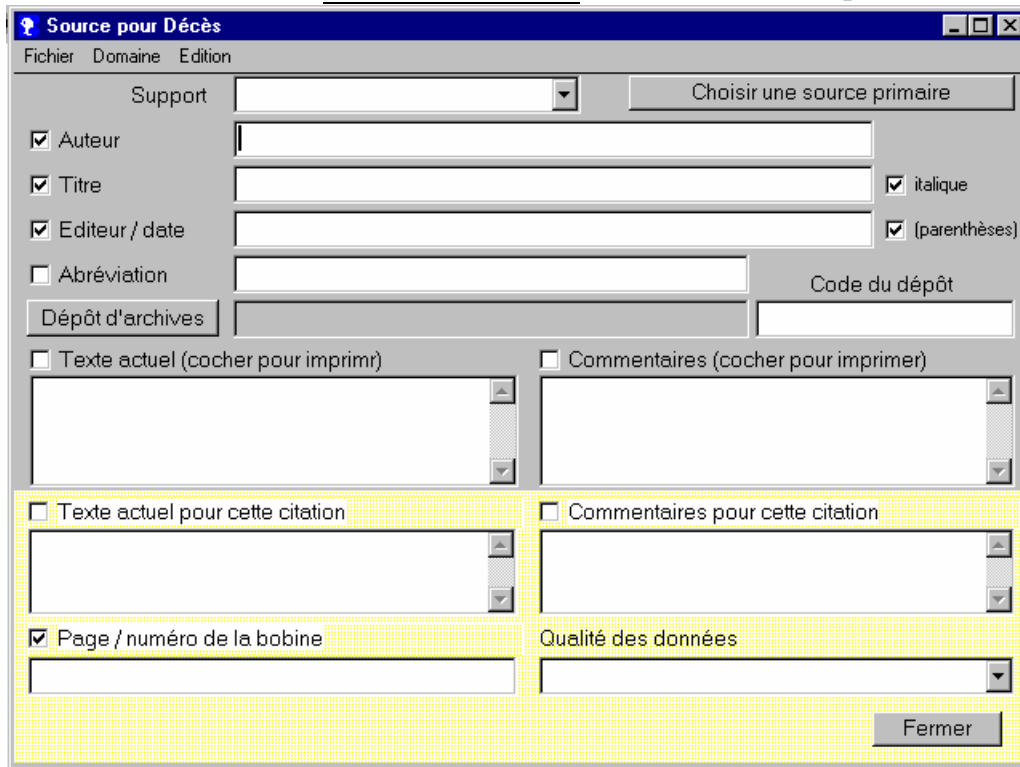 Source pour Décès
Fichier Domaine Edition
Support Choisir une source primaire
Auteur
Titre italique
Editeur / date (parenthèses)
Abréviation Code du dépôt
Dépôt d'archives
Texte actuel (cocher pour imprimr) Commentaires (cocher pour imprimer)
Texte actuel pour cette citation Commentaires pour cette citation
Page / numéro de la bobine Qualité des données
Fermer